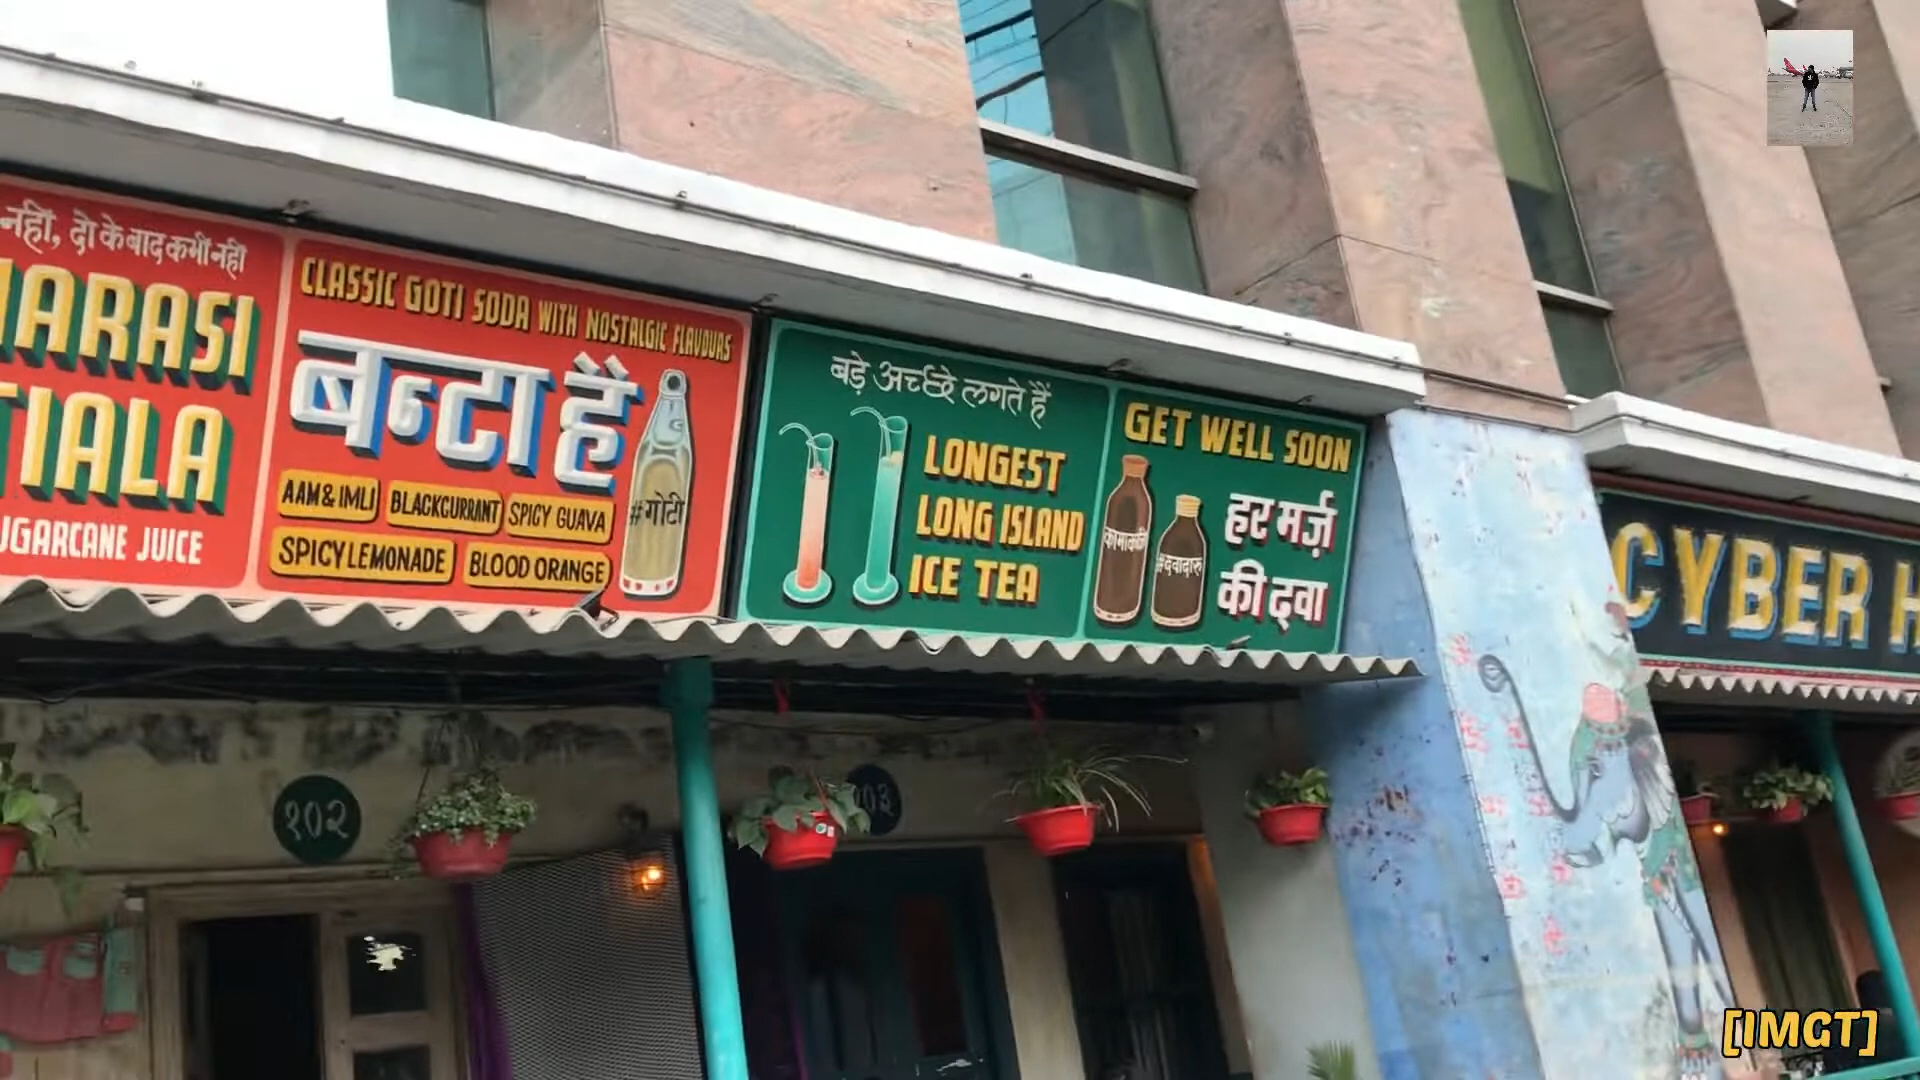 नहीं, दो के बाद कभी नहीं
ARASI
TIALA
UGARCANE JUICE
CLASSIC GOTI SODA WITH NOSTALGIC FLAVOURS
बन्टा है
#गोटी
AAM & IMLI
BLACKCURRANT
SPICY GUAVA
SPICY LEMONADE
BLOOD ORANGE
बड़े अच्छे लगते हैं
LONGEST
LONG ISLAND
ICE TEA
GET WELL SOON
हर मर्ज़
की दवा
#दवादारू
CYBER H
१०२
[IMGT]